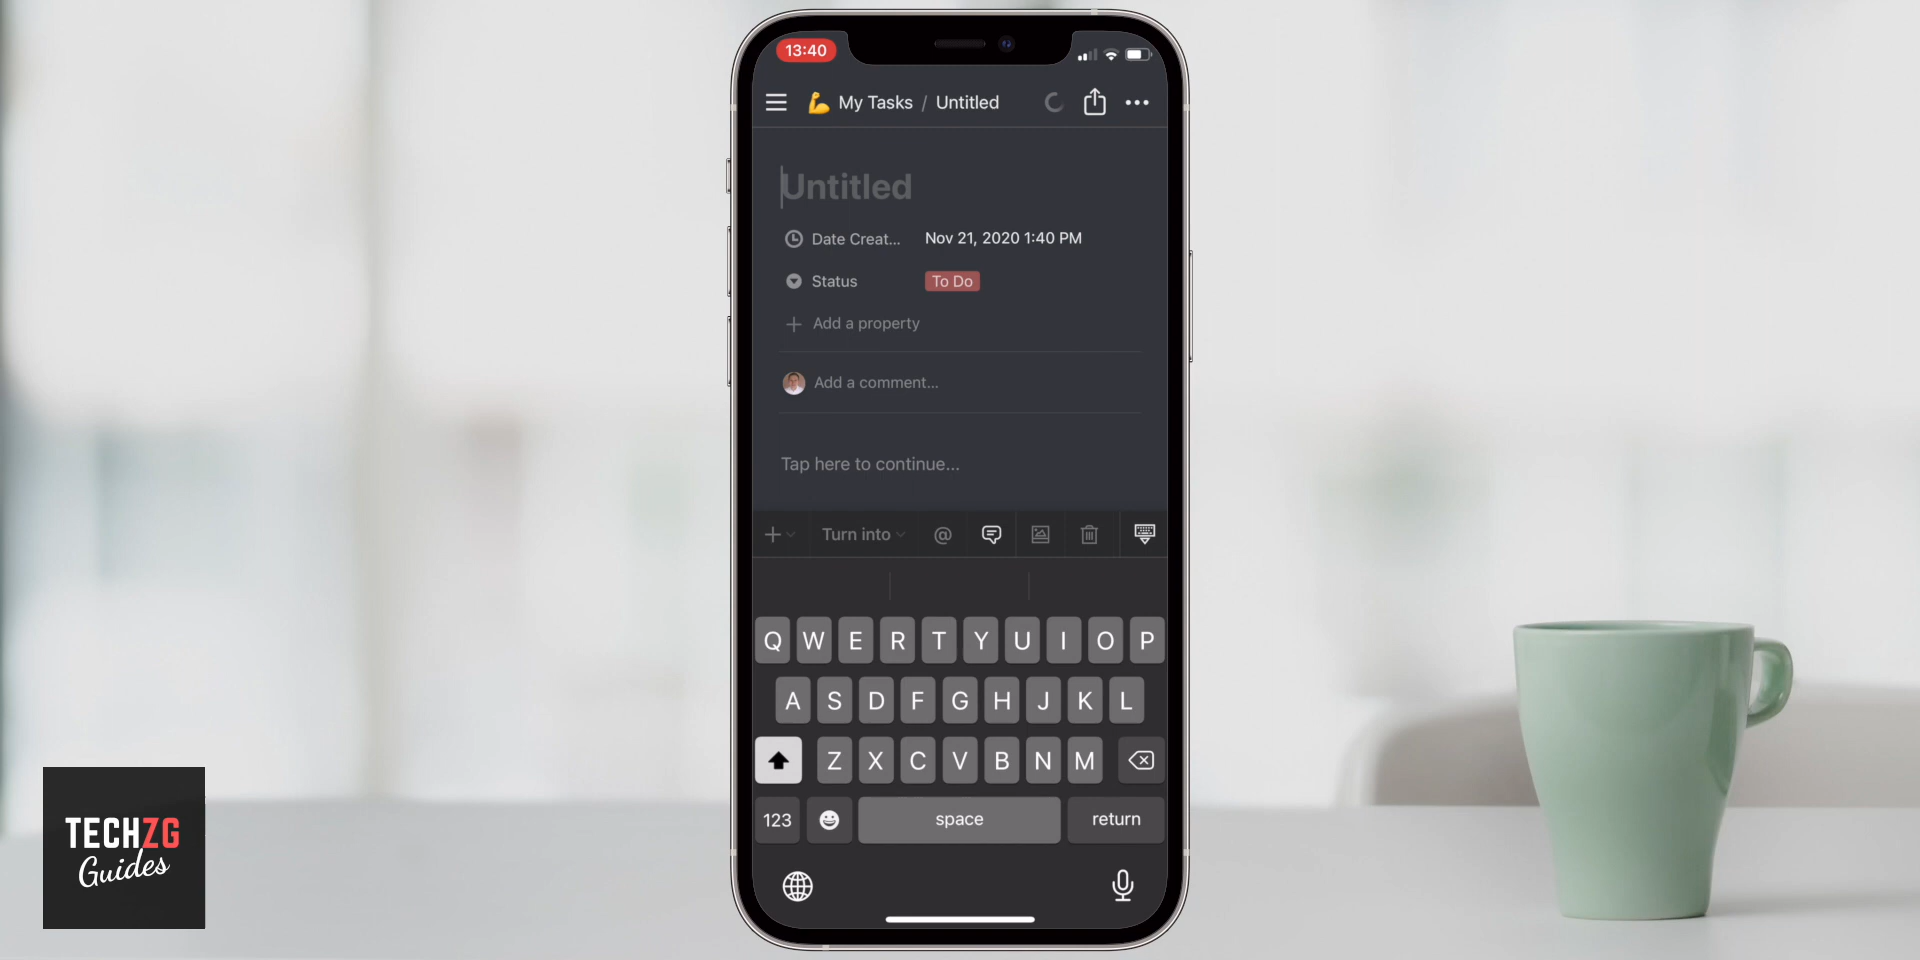 13:40
💪 My Tasks / Untitled
Untitled
Date Creat... Nov 21, 2020 1:40 PM
Status To Do
Add a property
Add a comment...
Tap here to continue...
Turn into @
Q W E R T Y U I O P
A S D F G H J K L
Z X C V B N M
123 space return
TECHZG
Guides